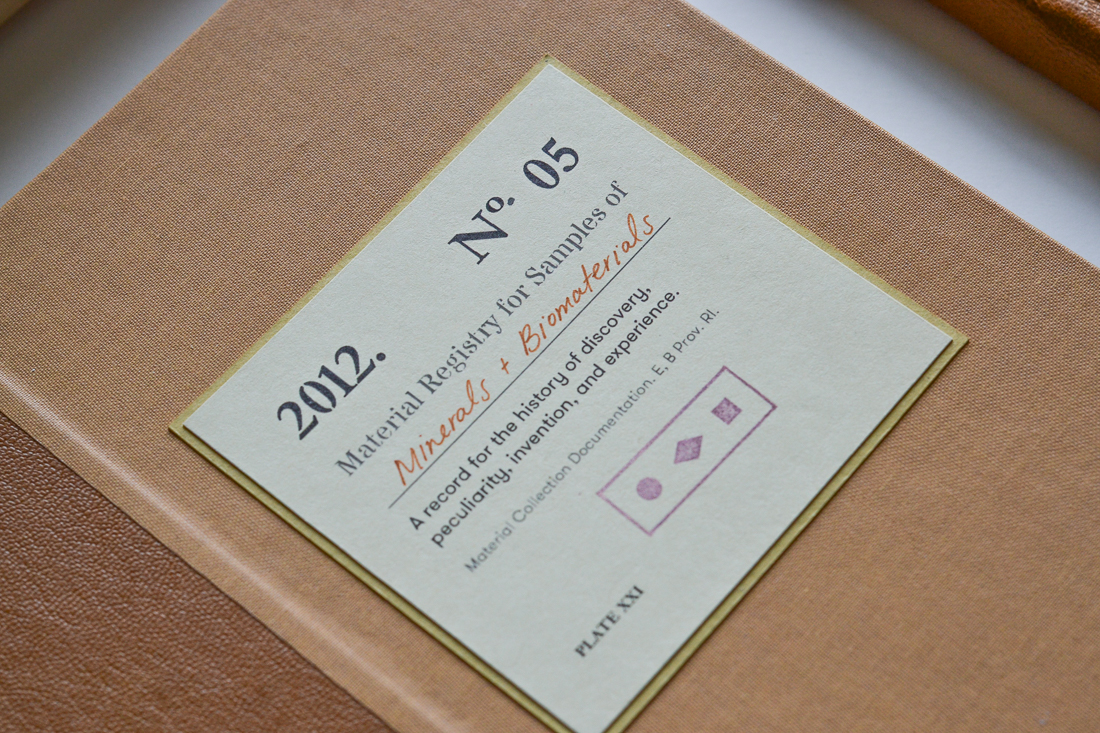 2012. Nº. 05
Material Registry for Samples of
Minerals + Biomaterials
A record for the history of discovery,
peculiarity, invention, and experience.
Material Collection Documentation. E, B Prov. RI.
PLATE XXI